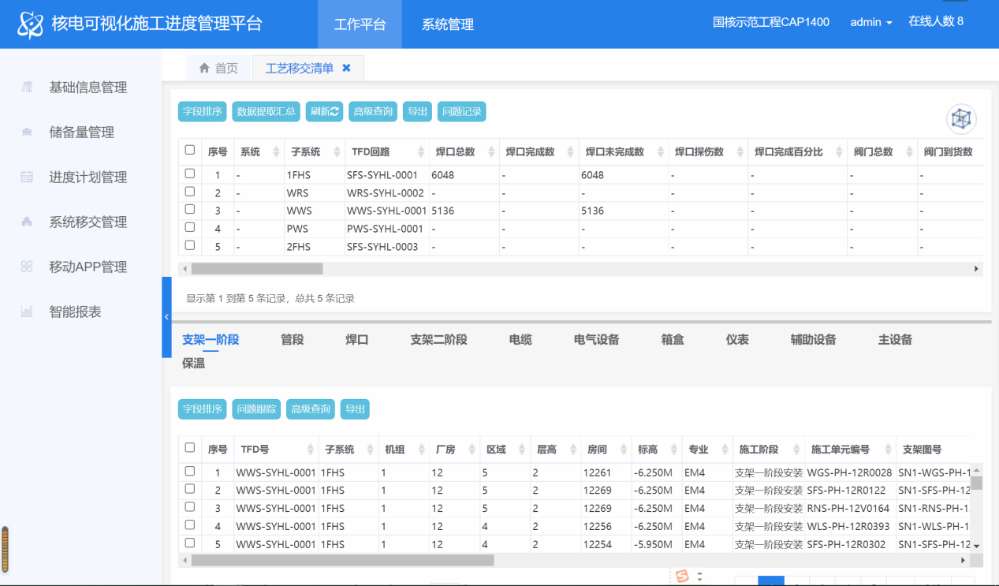 核电可视化施工进度管理平台 工作平台 系统管理 国核示范工程CAP1400 admin 在线人数 8
首页 工艺移交清单
基础信息管理
储备量管理
进度计划管理
系统移交管理
移动APP管理
智能报表
字段排序 数据提取汇总 刷新 高级查询 导出 问题记录
序号 系统 子系统 TFD回路 焊口总数 焊口完成数 焊口未完成数 焊口探伤数 焊口完成百分比 阀门总数 阀门到货数
1 - 1FHS SFS-SYHL-0001 6048 - 6048 - - - -
2 - WRS WRS-SYHL-0002 - - - - - - -
3 - WWS WWS-SYHL-0001 5136 - 5136 - - - -
4 - PWS PWS-SYHL-0001 - - - - - - -
5 - 2FHS SFS-SYHL-0003 - - - - - - -
显示第 1 到第 5 条记录，总共 5 条记录
支架一阶段 管段 焊口 支架二阶段 电缆 电气设备 箱盒 仪表 辅助设备 主设备
保温
字段排序 问题跟踪 高级查询 导出
序号 TFD号 子系统 机组 厂房 区域 层高 房间 标高 专业 施工阶段 施工单元编号 支架图号
1 WWS-SYHL-0001 1FHS 1 12 5 2 12261 -6.250M EM4 支架一阶段安装 WGS-PH-12R0028 SN1-WGS-PH-1
2 WWS-SYHL-0001 1FHS 1 12 5 2 12269 -6.250M EM4 支架一阶段安装 SFS-PH-12R0122 SN1-SFS-PH-12
3 WWS-SYHL-0001 1FHS 1 12 5 2 12269 -6.250M EM4 支架一阶段安装 RNS-PH-12V0164 SN1-RNS-PH-1
4 WWS-SYHL-0001 1FHS 1 12 4 2 12256 -6.250M EM4 支架一阶段安装 WLS-PH-12R0393 SN1-WLS-PH-1
5 WWS-SYHL-0001 1FHS 1 12 4 2 12254 -5.950M EM4 支架一阶段安装 SFS-PH-12R0302 SN1-SFS-PH-12